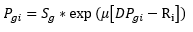 P_gi = S_g * exp (μ[DP_gi − R_i])